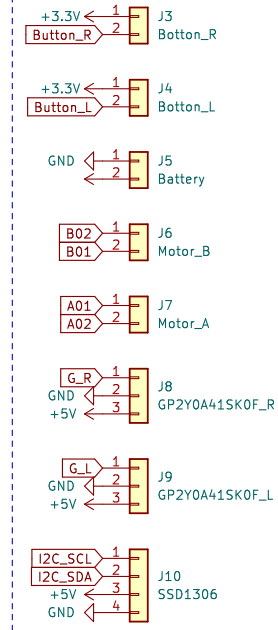 +3.3V 1 J3
Button_R 2 Botton_R
+3.3V 1 J4
Button_L 2 Botton_L
GND 1 J5
2 Battery
B02 1 J6
B01 2 Motor_B
A01 1 J7
A02 2 Motor_A
G_R 1 J8
GND 2 GP2Y0A41SK0F_R
+5V 3
G_L 1 J9
GND 2 GP2Y0A41SK0F_L
+5V 3
I2C_SCL 1
I2C_SDA 2 J10
+5V 3 SSD1306
GND 4